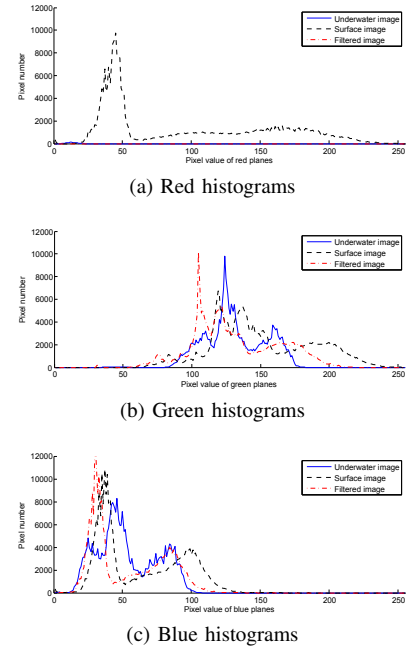 12000
10000
8000
6000
4000
2000
0
Pixel number
0 50 100 150 200 250
Pixel value of red planes
Underwater image
Surface image
Filtered image
(a) Red histograms
12000
10000
8000
6000
4000
2000
0
Pixel number
0 50 100 150 200 250
Pixel value of green planes
Underwater image
Surface image
Filtered image
(b) Green histograms
12000
10000
8000
6000
4000
2000
0
Pixel number
0 50 100 150 200 250
Pixel value of blue planes
Underwater image
Surface image
Filtered image
(c) Blue histograms